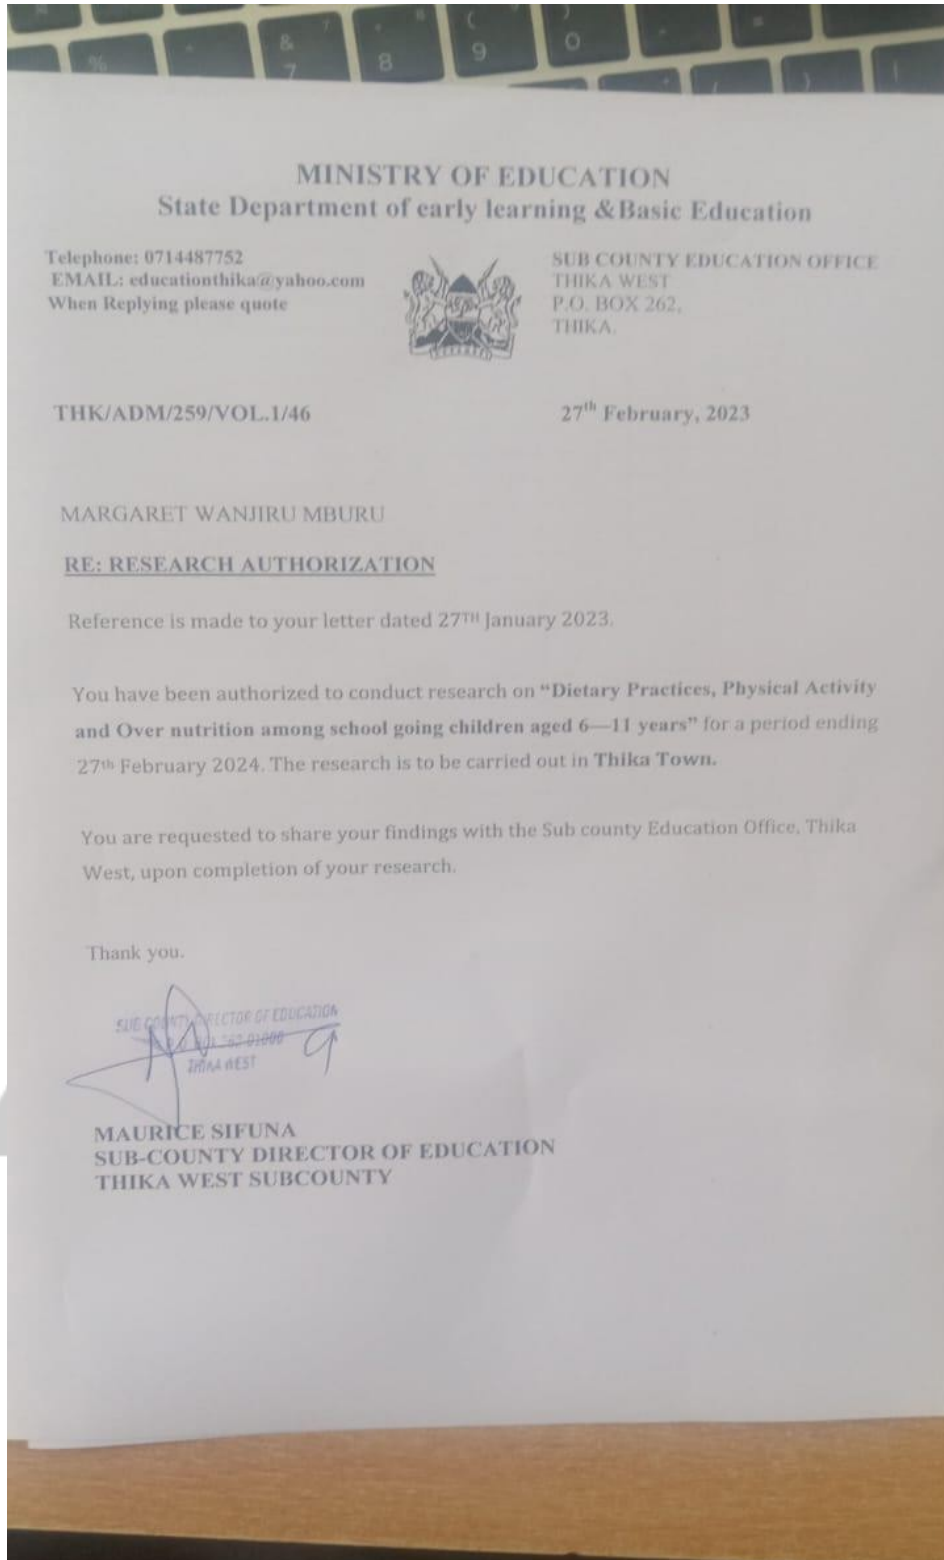 %
&
7
8
(
9
)
0
-
=
MINISTRY OF EDUCATION
State Department of early learning &Basic Education
Telephone: 0714487752
EMAIL: educationthika@yahoo.com
When Replying please quote
SUB COUNTY EDUCATION OFFICE
THIKA WEST
P.O. BOX 262,
THIKA.
THK/ADM/259/VOL.1/46
27th February, 2023
MARGARET WANJIRU MBURU
RE: RESEARCH AUTHORIZATION
Reference is made to your letter dated 27TH January 2023.
You have been authorized to conduct research on “Dietary Practices, Physical Activity
and Over nutrition among school going children aged 6—11 years” for a period ending
27th February 2024. The research is to be carried out in Thika Town.
You are requested to share your findings with the Sub county Education Office, Thika
West, upon completion of your research.
Thank you.
SUB COUNTY DIRECTOR OF EDUCATION
THIKA WEST
MAURICE SIFUNA
SUB-COUNTY DIRECTOR OF EDUCATION
THIKA WEST SUBCOUNTY